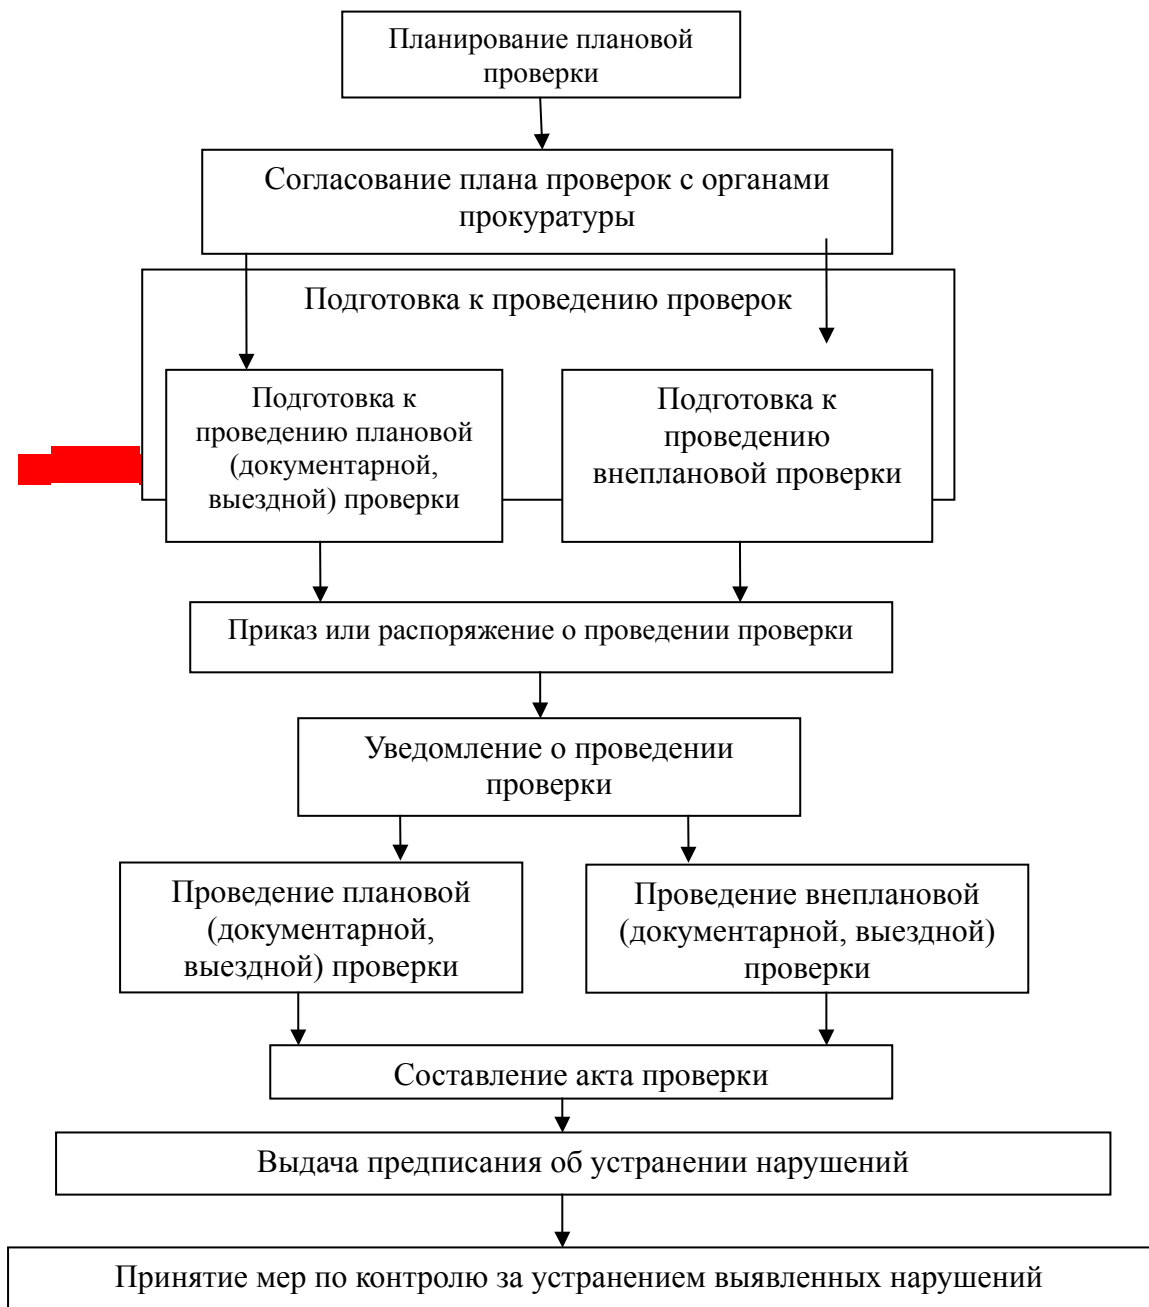 Планирование плановой
проверки
Согласование плана проверок с органами
прокуратуры
Подготовка к проведению проверок
Подготовка к
проведению плановой
(документарной,
выездной) проверки
Подготовка к
проведению
внеплановой проверки
Приказ или распоряжение о проведении проверки
Уведомление о проведении
проверки
Проведение плановой
(документарной,
выездной) проверки
Проведение внеплановой
(документарной, выездной)
проверки
Составление акта проверки
Выдача предписания об устранении нарушений
Принятие мер по контролю за устранением выявленных нарушений